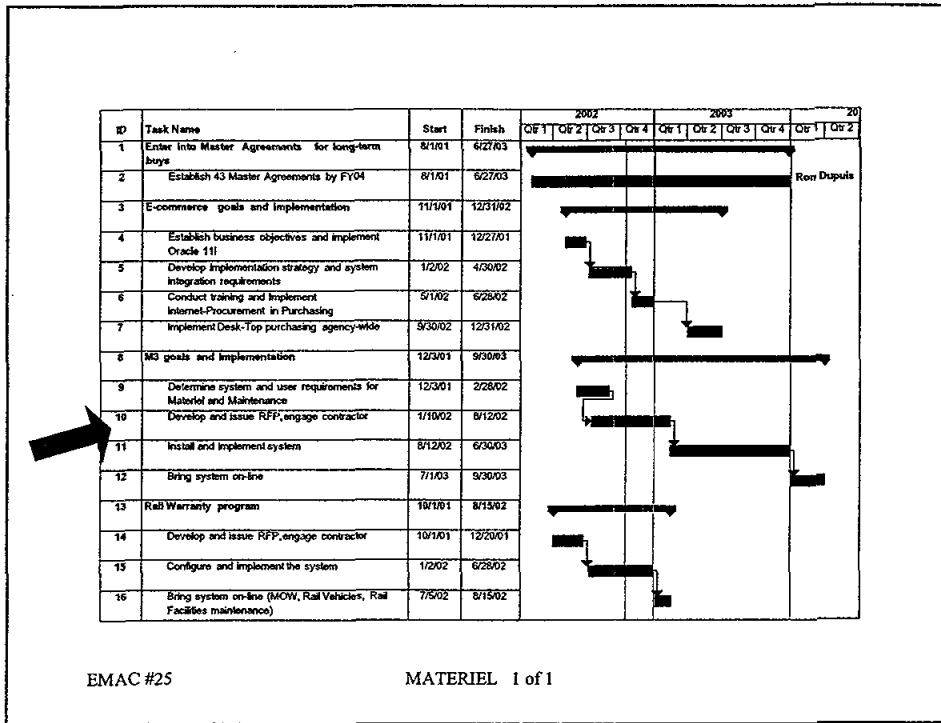 2002 2003 20
ID Task Name Start Finish Qtr 1 Qtr 2 Qtr 3 Qtr 4 Qtr 1 Qtr 2 Qtr 3 Qtr 4 Qtr 1 Qtr 2
1 Enter into Master Agreements for long-term 8/1/01 6/27/03
buys
2 Establish 43 Master Agreements by FY04 8/1/01 6/27/03 Ron Dupuis
3 E-commerce goals and implementation 11/1/01 12/31/02
4 Establish business objectives and implement 11/1/01 12/27/01
Oracle 11i
5 Develop implementation strategy and system 1/2/02 4/30/02
integration requirements
6 Conduct training and Implement 5/1/02 6/28/02
Internet-Procurement in Purchasing
7 Implement Desk-Top purchasing agency-wide 9/30/02 12/31/02
8 M3 goals and implementation 12/3/01 9/30/03
9 Determine system and user requirements for 12/3/01 2/28/02
Materiel and Maintenance
10 Develop and issue RFP,engage contractor 1/10/02 8/12/02
11 Install and implement system 8/12/02 6/30/03
12 Bring system on-line 7/1/03 9/30/03
13 Rail Warranty program 10/1/01 8/15/02
14 Develop and issue RFP,engage contractor 10/1/01 12/20/01
15 Configure and implement the system 1/2/02 6/28/02
16 Bring system on-line (MOW, Rail Vehicles, Rail 7/5/02 8/15/02
Facilities maintenance)
EMAC #25 MATERIEL 1 of 1